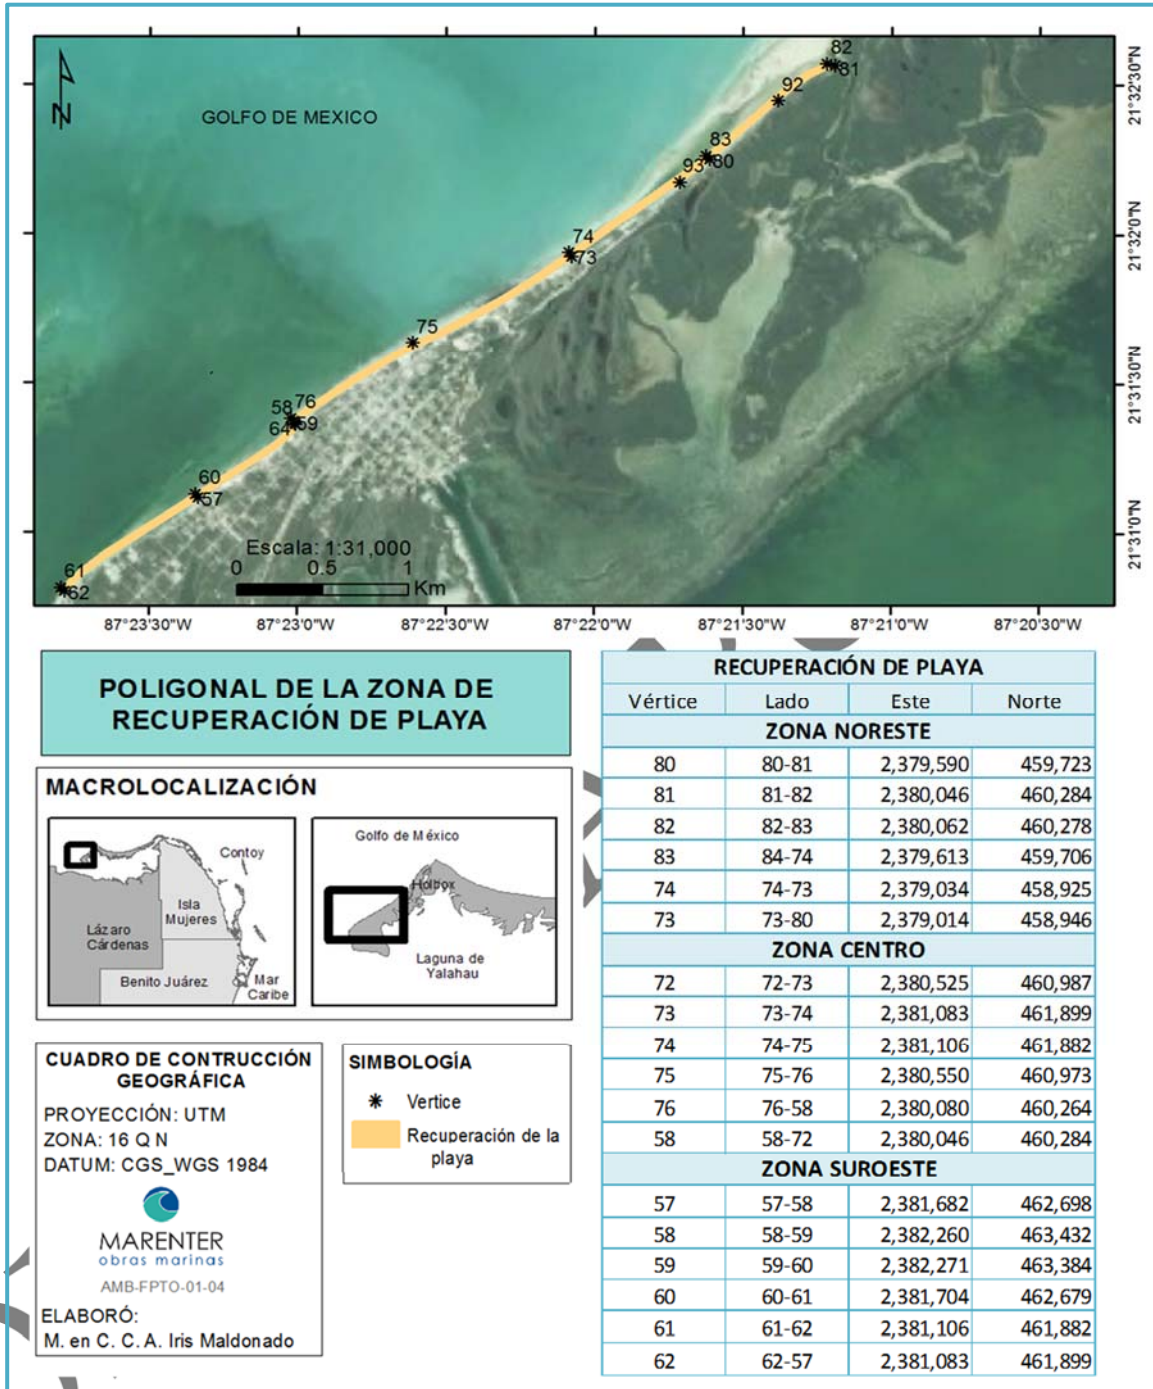 82
81
92
83
80
93
74
73
75
58 76
64 59
60
57
61
62
GOLFO DE MEXICO
N
Escala: 1:31,000
0 0.5 1
Km
21°32'30"N
21°32'0"N
21°31'30"N
21°31'0"N
87°23'30"W 87°23'0"W 87°22'30"W 87°22'0"W 87°21'30"W 87°21'0"W 87°20'30"W
POLIGONAL DE LA ZONA DE
RECUPERACIÓN DE PLAYA
MACROLOCALIZACIÓN
Contoy
Isla
Mujeres
Lázaro
Cárdenas
Benito Juárez
Mar
Caribe
Golfo de México
Holbox
Laguna de
Yalahau
CUADRO DE CONTRUCCIÓN
GEOGRÁFICA
PROYECCIÓN: UTM
ZONA: 16 Q N
DATUM: CGS_WGS 1984
MARENTER
obras marinas
AMB-FPTO-01-04
ELABORÓ:
M. en C. C. A. Iris Maldonado
SIMBOLOGÍA
Vertice
Recuperación de la
playa
RECUPERACIÓN DE PLAYA
Vértice Lado Este Norte
ZONA NORESTE
80 80-81 2,379,590 459,723
81 81-82 2,380,046 460,284
82 82-83 2,380,062 460,278
83 84-74 2,379,613 459,706
74 74-73 2,379,034 458,925
73 73-80 2,379,014 458,946
ZONA CENTRO
72 72-73 2,380,525 460,987
73 73-74 2,381,083 461,899
74 74-75 2,381,106 461,882
75 75-76 2,380,550 460,973
76 76-58 2,380,080 460,264
58 58-72 2,380,046 460,284
ZONA SUROESTE
57 57-58 2,381,682 462,698
58 58-59 2,382,260 463,432
59 59-60 2,382,271 463,384
60 60-61 2,381,704 462,679
61 61-62 2,381,106 461,882
62 62-57 2,381,083 461,899